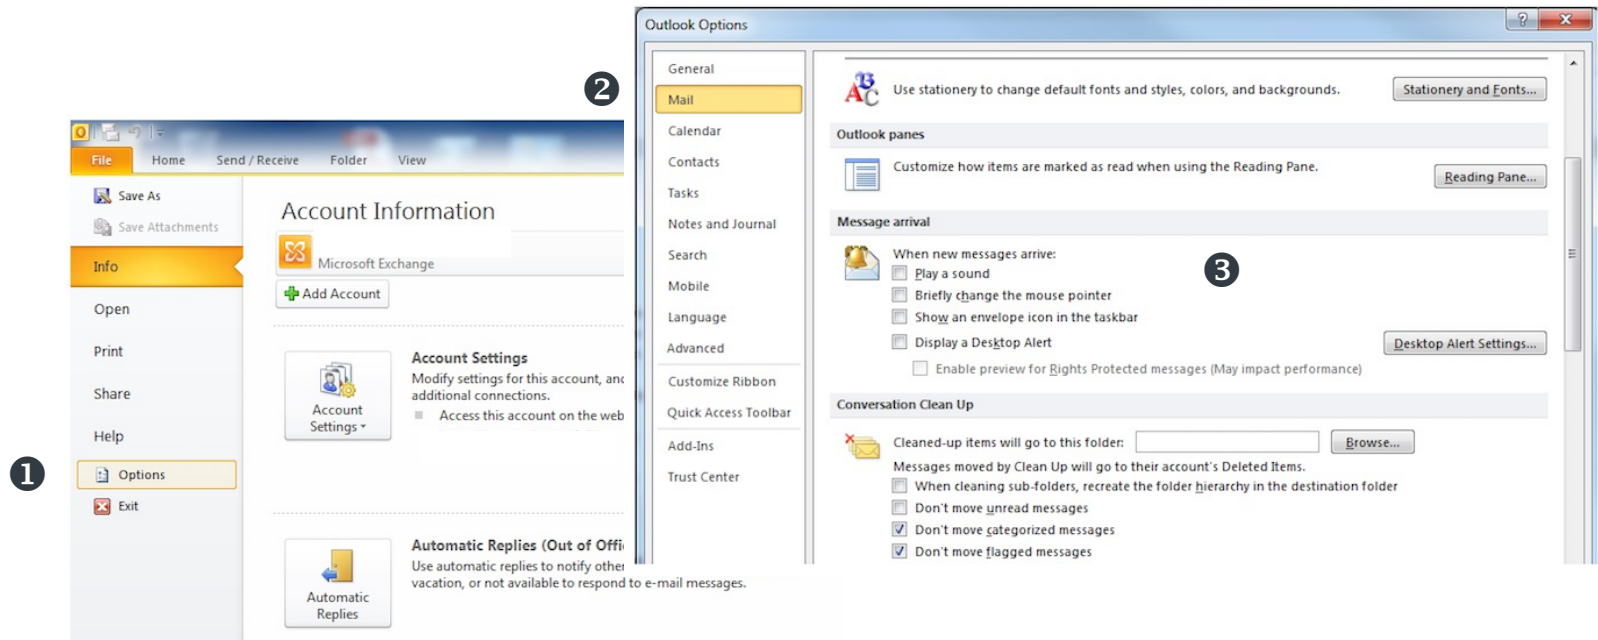 ❶
File Home Send / Receive Folder View
Save As
Save Attachments
Info
Open
Print
Share
Help
Options
Exit
Account Information
Microsoft Exchange
Add Account
Account Settings
Account Settings
Modify settings for this account, and
additional connections.
Access this account on the web
Automatic Replies
Automatic Replies (Out of Offi
Use automatic replies to notify other
vacation, or not available to respond to e-mail messages.
❷
Outlook Options
General
Mail
Calendar
Contacts
Tasks
Notes and Journal
Search
Mobile
Language
Advanced
Customize Ribbon
Quick Access Toolbar
Add-Ins
Trust Center
Use stationery to change default fonts and styles, colors, and backgrounds.
Stationery and Fonts...
Outlook panes
Customize how items are marked as read when using the Reading Pane.
Reading Pane...
Message arrival
❸
When new messages arrive:
Play a sound
Briefly change the mouse pointer
Show an envelope icon in the taskbar
Display a Desktop Alert
Desktop Alert Settings...
Enable preview for Rights Protected messages (May impact performance)
Conversation Clean Up
Cleaned-up items will go to this folder:
Browse...
Messages moved by Clean Up will go to their account's Deleted Items.
When cleaning sub-folders, recreate the folder hierarchy in the destination folder
Don't move unread messages
Don't move categorized messages
Don't move flagged messages